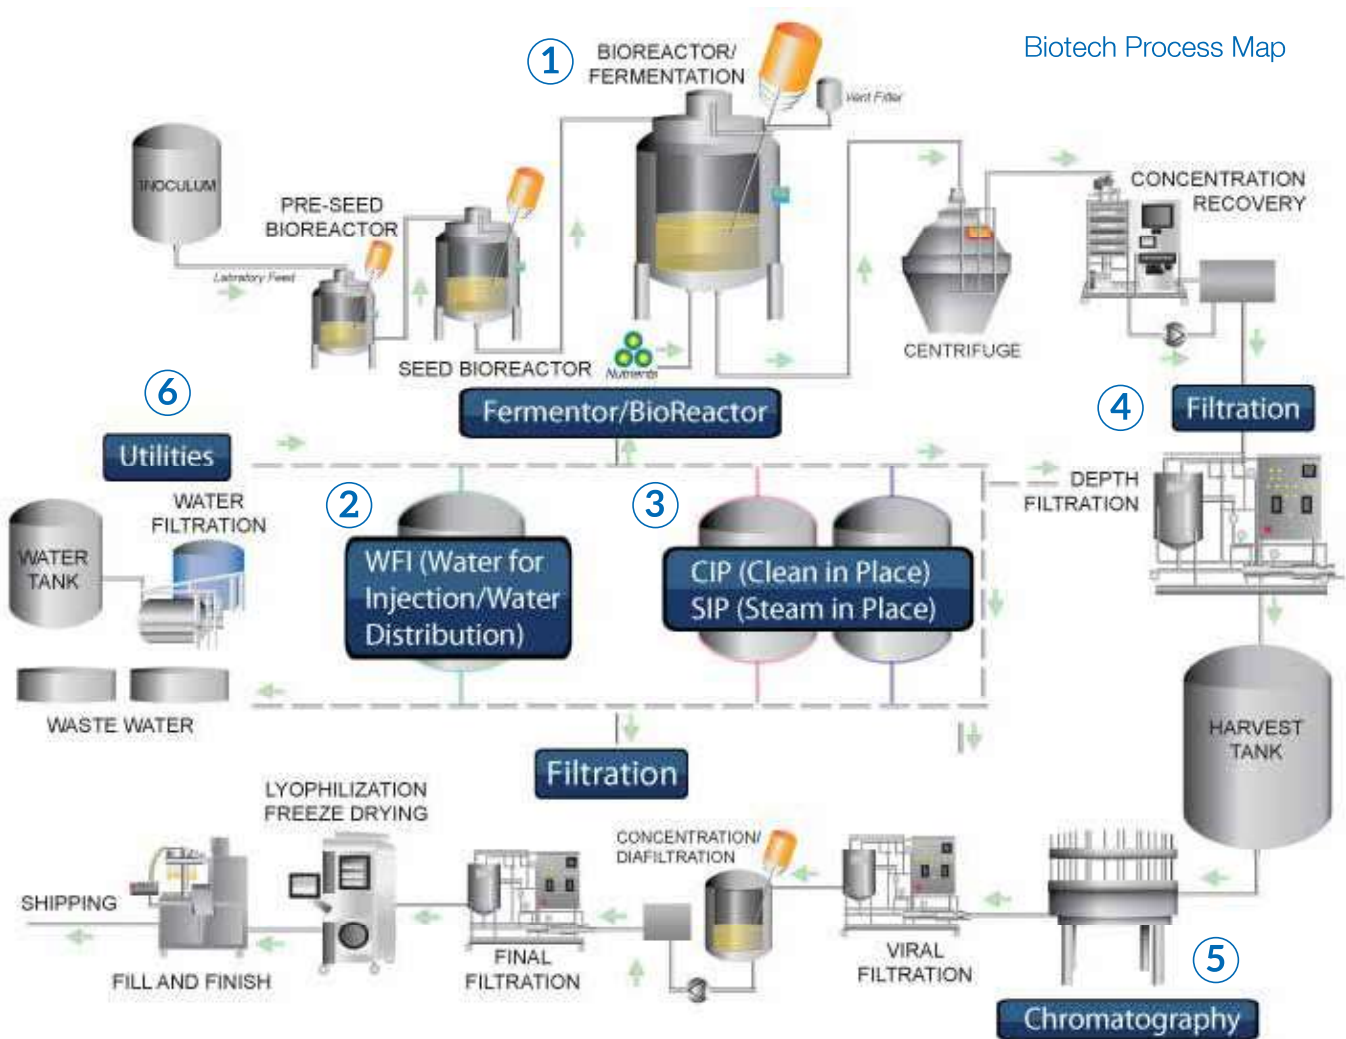 Biotech Process Map
1
BIOREACTOR/
FERMENTATION
Vent Filter
INOCULUM
PRE-SEED
BIOREACTOR
Labratory Feed
SEED BIOREACTOR
Nutrients
CENTRIFUGE
CONCENTRATION
RECOVERY
Fermentor/BioReactor
6
Utilities
4
Filtration
WATER
FILTRATION
WATER
TANK
WASTE WATER
2
WFI (Water for
Injection/Water
Distribution)
3
CIP (Clean in Place)
SIP (Steam in Place)
DEPTH
FILTRATION
HARVEST
TANK
Filtration
LYOPHILIZATION
FREEZE DRYING
CONCENTRATION/
DIAFILTRATION
SHIPPING
FILL AND FINISH
FINAL
FILTRATION
VIRAL
FILTRATION
5
Chromatography